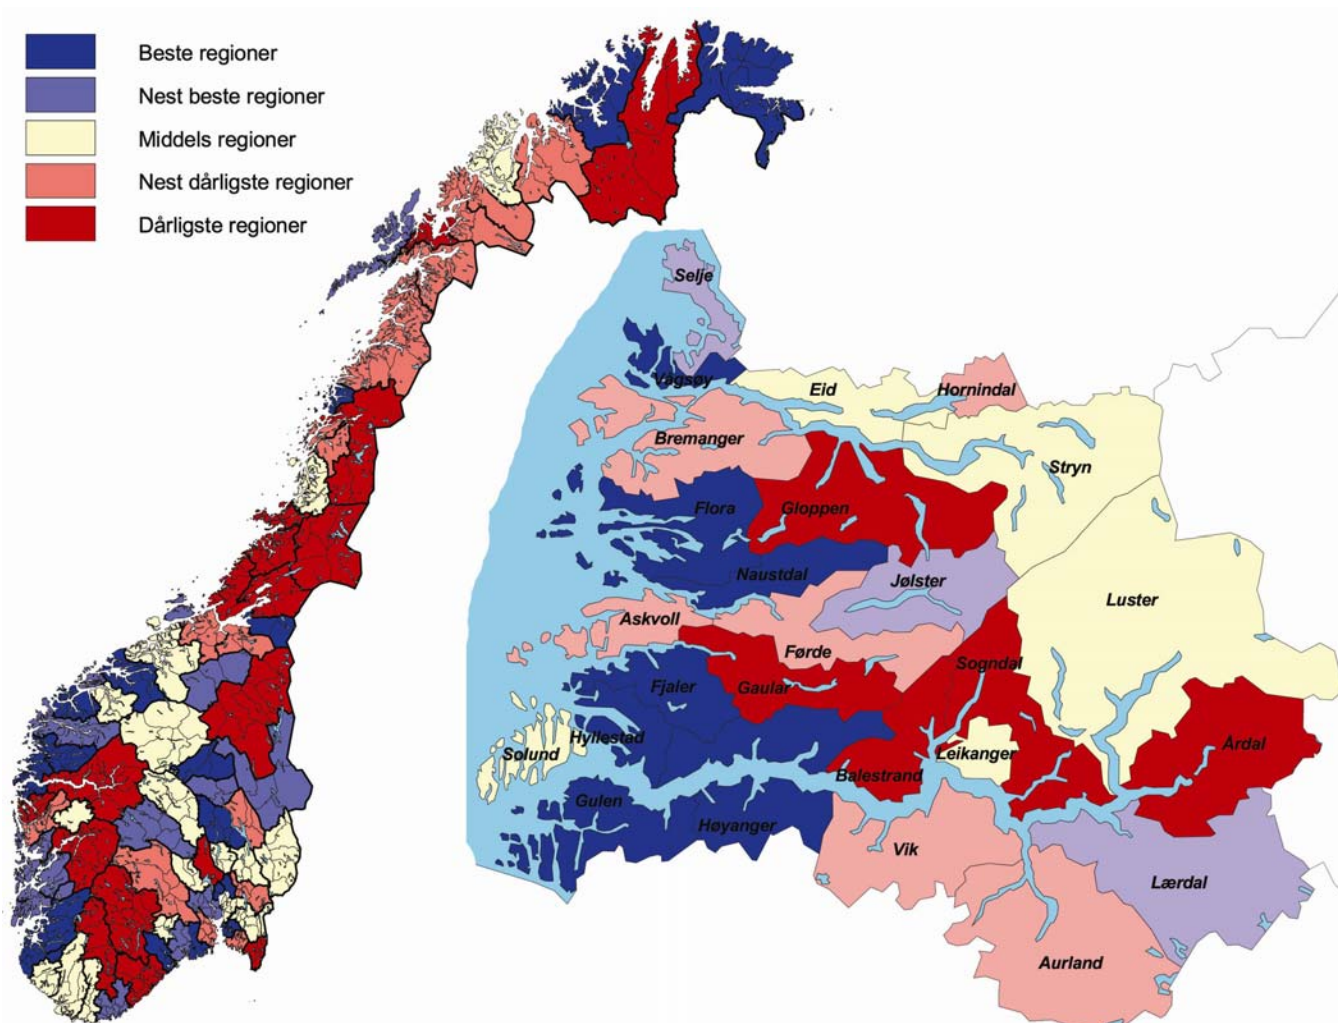 Beste regioner
Nest beste regioner
Middels regioner
Nest dårligste regioner
Dårligste regioner
Selje
Vågsøy
Eid
Hornindal
Bremanger
Stryn
Flora
Gloppen
Naustdal
Jølster
Luster
Askvoll
Førde
Sogndal
Fjaler
Gaular
Hyllestad
Solund
Leikanger
Årdal
Balestrand
Gulen
Høyanger
Vik
Lærdal
Aurland